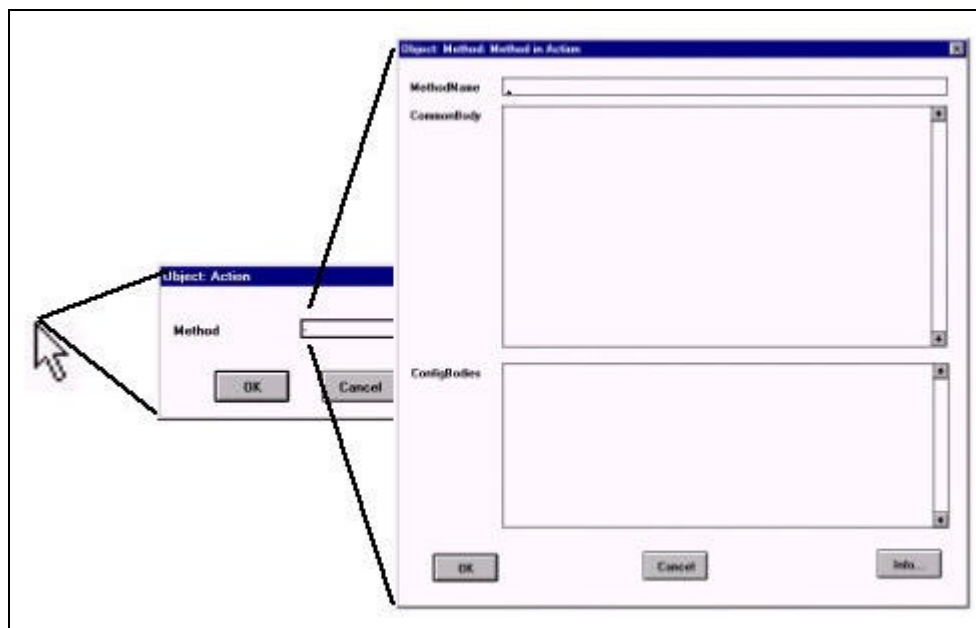 Object: Method: Method in Action
MethodName
CommonBody
Object: Action
Method
OK Cancel
ConfigBodies
OK Cancel Info...